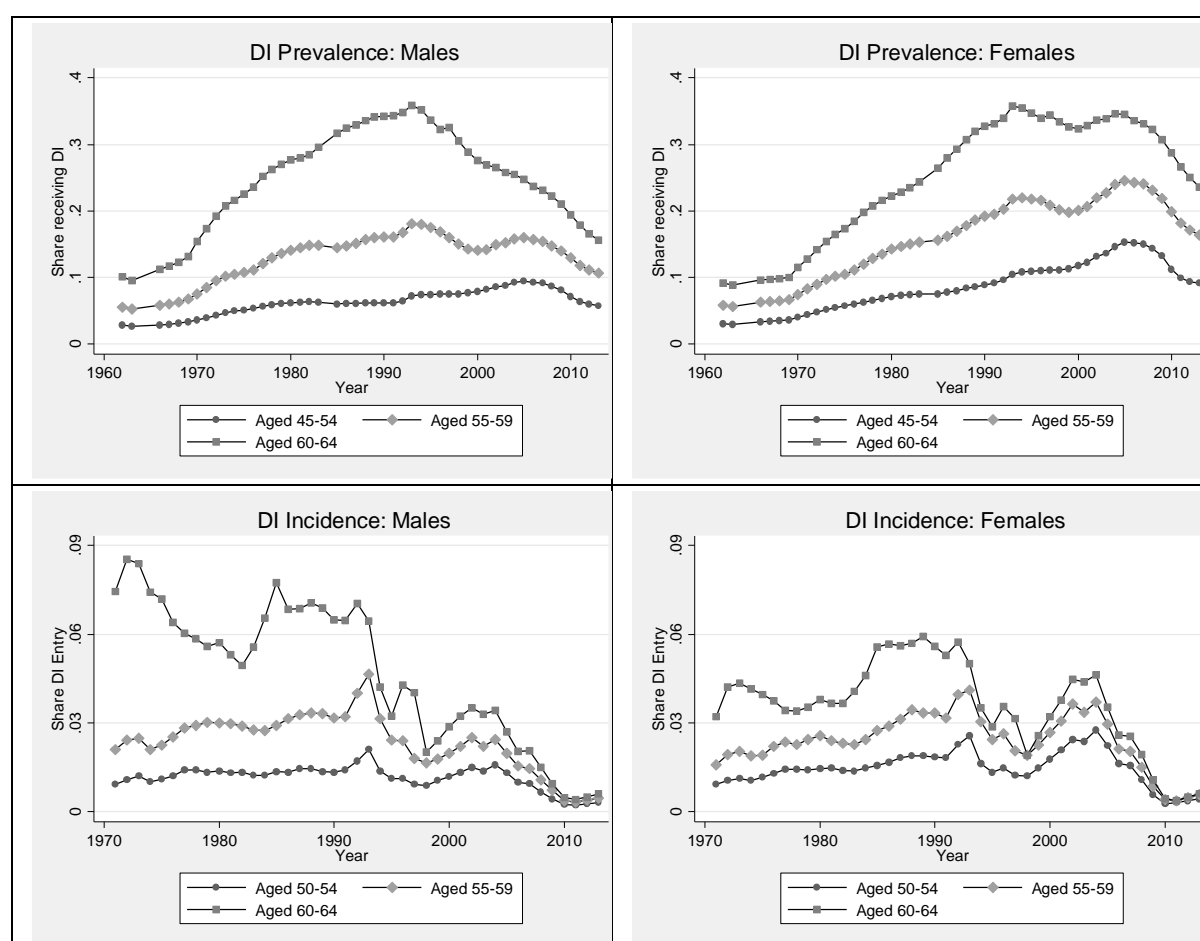 DI Prevalence: Males
Share receiving DI
.4
.3
.2
.1
0
1960 1970 1980 1990 2000 2010
Year
Aged 45-54 Aged 55-59
Aged 60-64
DI Prevalence: Females
Share receiving DI
.4
.3
.2
.1
0
1960 1970 1980 1990 2000 2010
Year
Aged 45-54 Aged 55-59
Aged 60-64
DI Incidence: Males
Share DI Entry
.09
.06
.03
0
1970 1980 1990 2000 2010
Year
Aged 50-54 Aged 55-59
Aged 60-64
DI Incidence: Females
Share DI Entry
.09
.06
.03
0
1970 1980 1990 2000 2010
Year
Aged 50-54 Aged 55-59
Aged 60-64